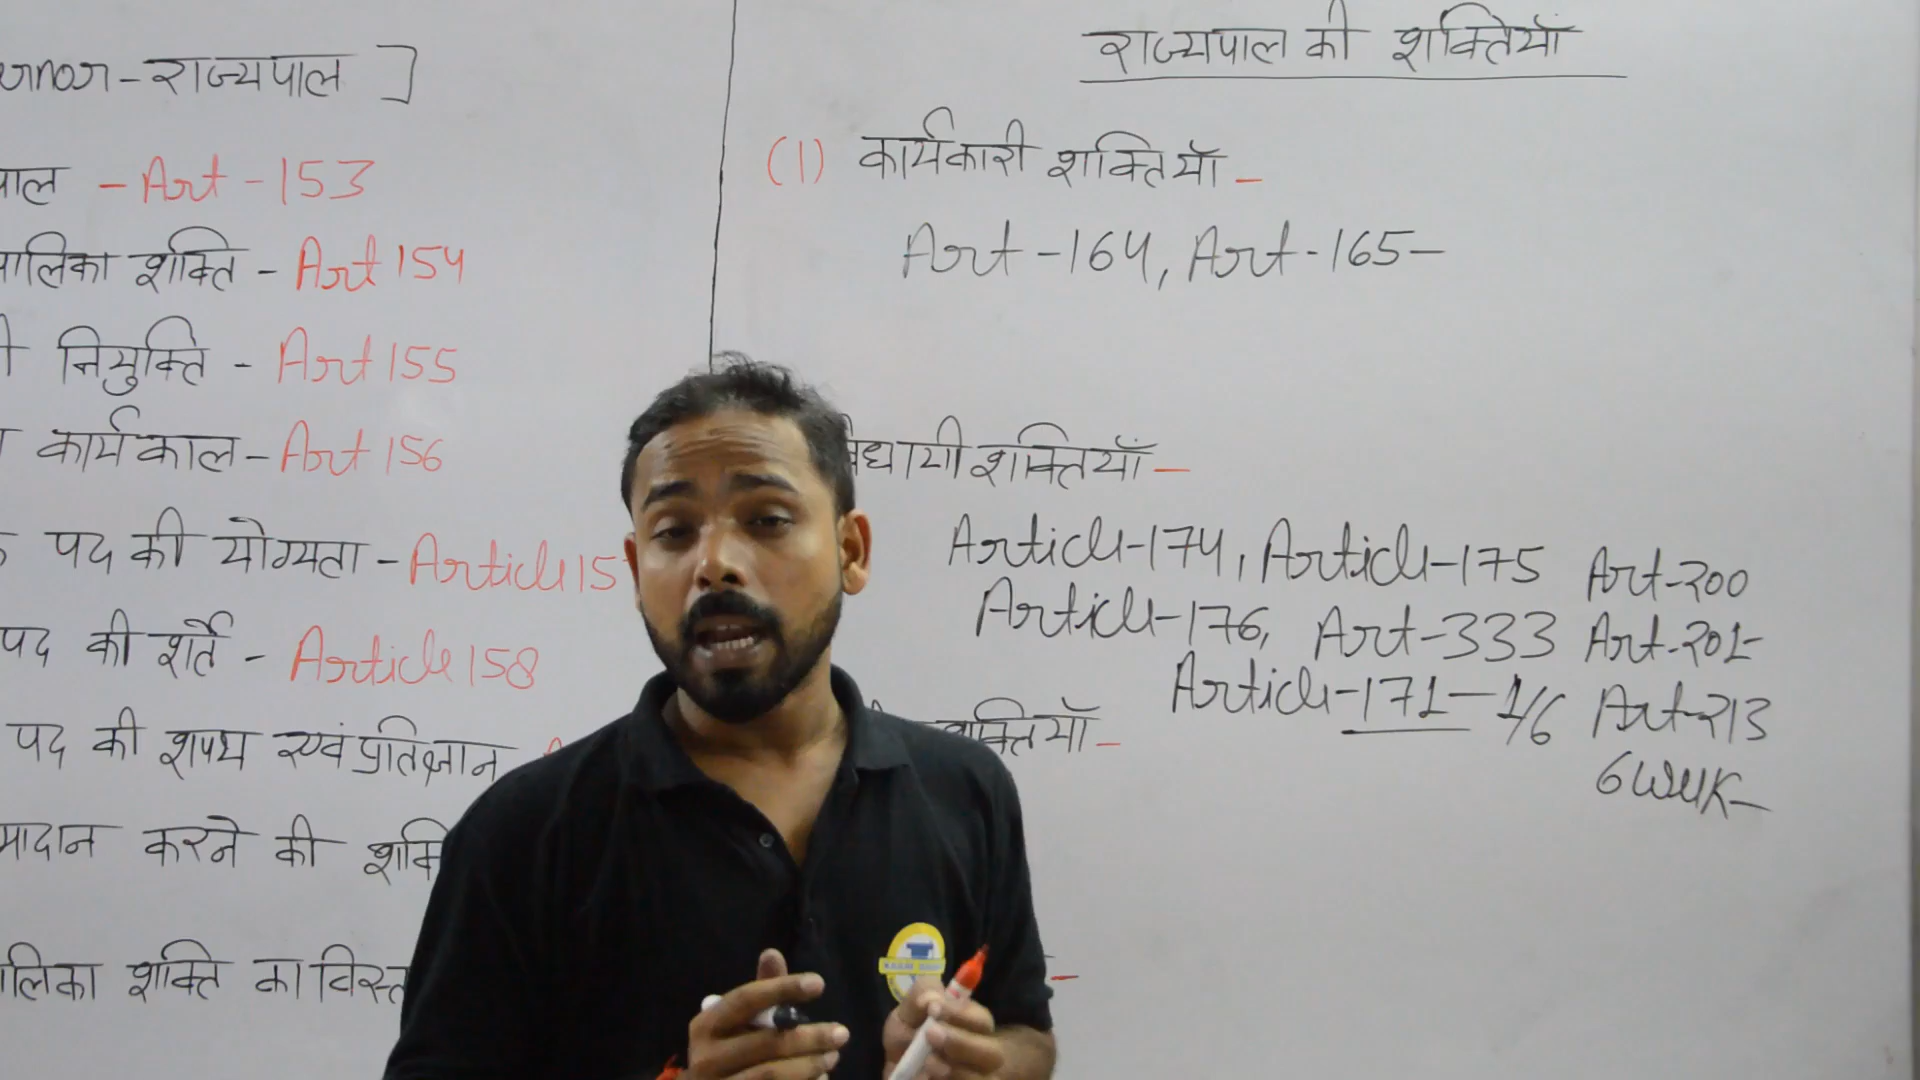 राज्यपाल ]
Art - 153
शक्ति - Art 154
नियुक्ति - Art 155
कार्यकाल - Art 156
पद की योग्यता - Article 15
पद की शर्ते - Article 158
पद की शपथ एवं प्रतिज्ञान
करने की
शक्ति का
राज्यपाल की शक्तियाँ
(1) कार्यकारी शक्तियाँ -
Art - 164, Art - 165 -
शक्तियाँ -
Article - 174, Article - 175
Article - 176, Art - 333
Article - 171 - 1/6
Art - 200
Art - 201 -
Art - 213
6 week -
शक्तियाँ -